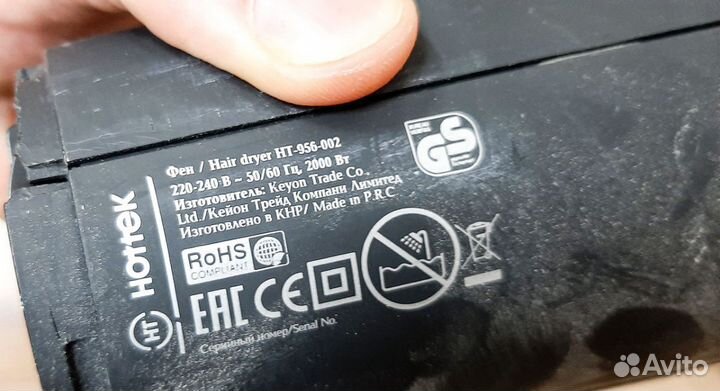 Фен / Hair dryer HT-956-002
220-240 В ~ 50/60 Гц, 2000 Вт
Изготовитель: Keyon Trade Co.,
Ltd./Кейон Трейд Компани Лимитед
Изготовлено в КНР/ Made in P.R.C
GS
HT HOTTEK
RoHS
COMPLIANT
EAC CE
Серийный номер/Serial No.
Avito